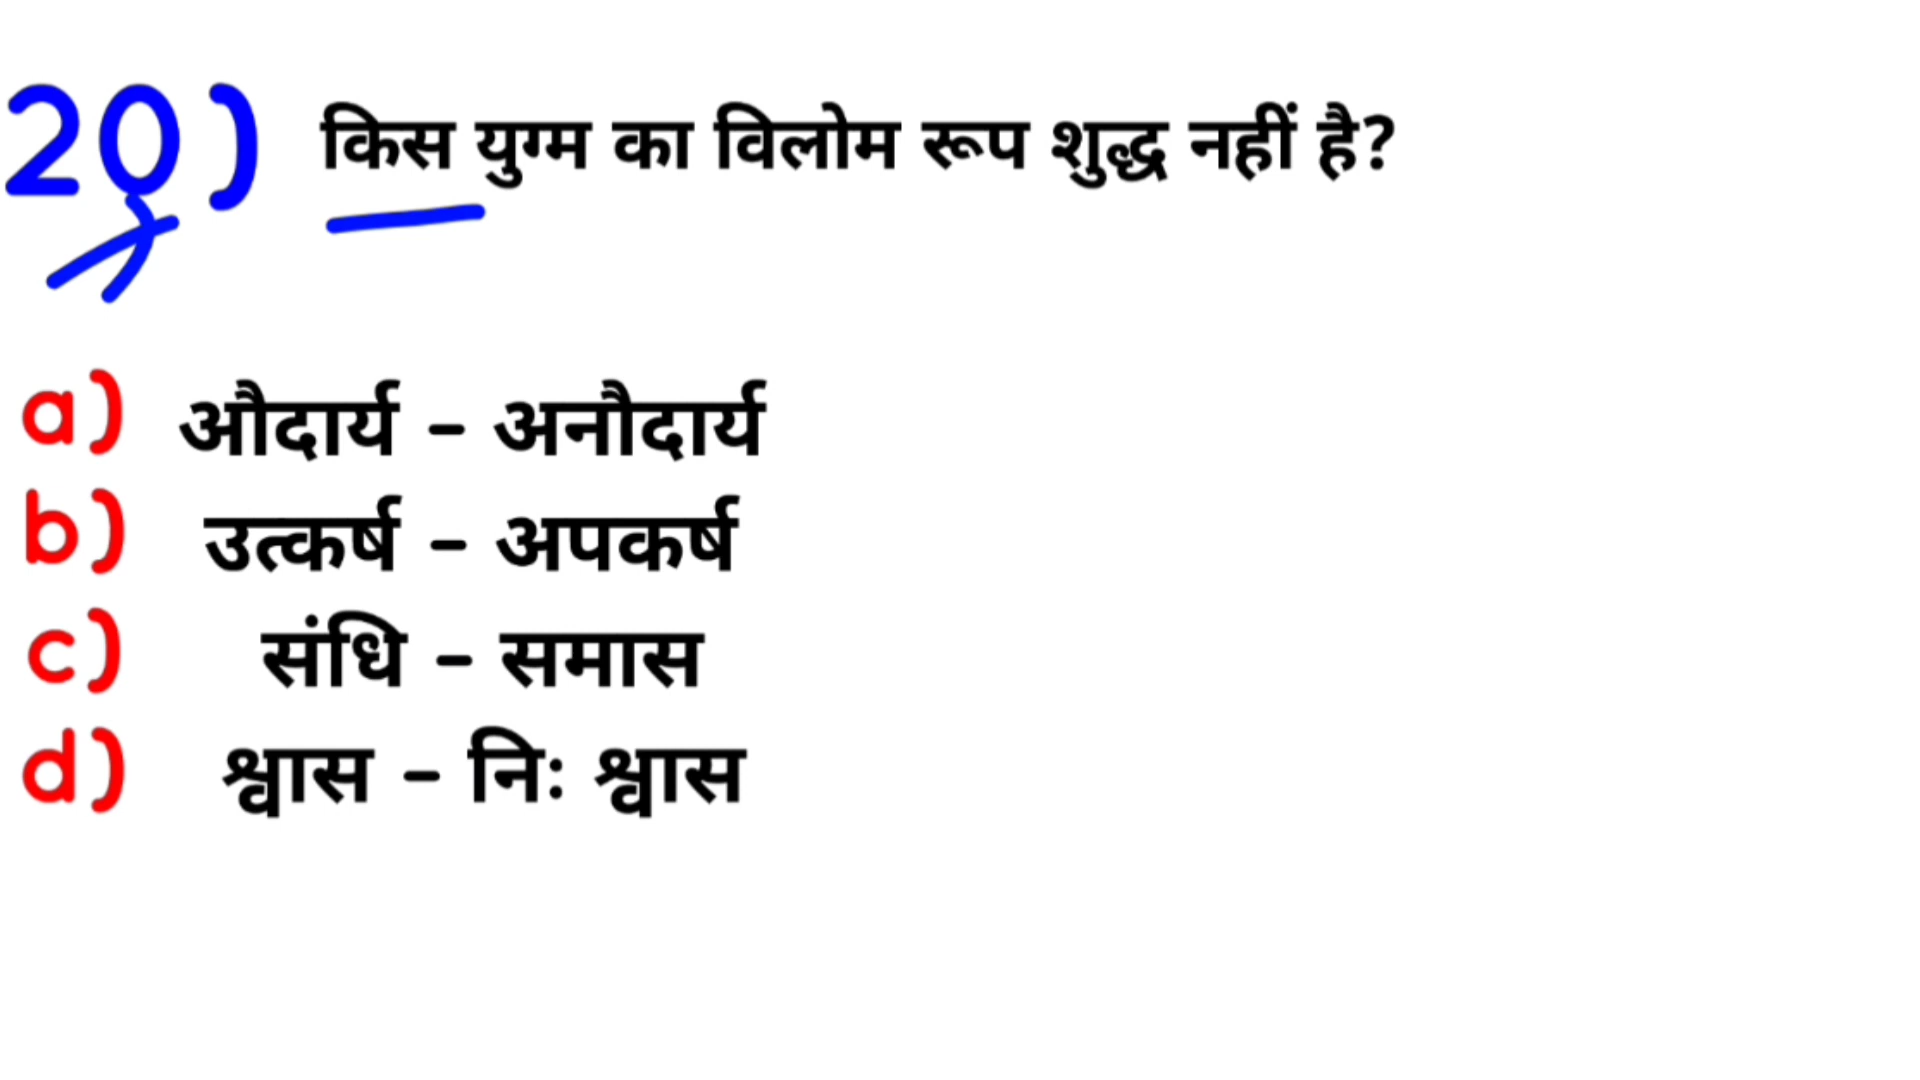 20) किस युग्म का विलोम रूप शुद्ध नहीं है?
a) औदार्य – अनौदार्य
b) उत्कर्ष – अपकर्ष
c) संधि – समास
d) श्वास – निः श्वास